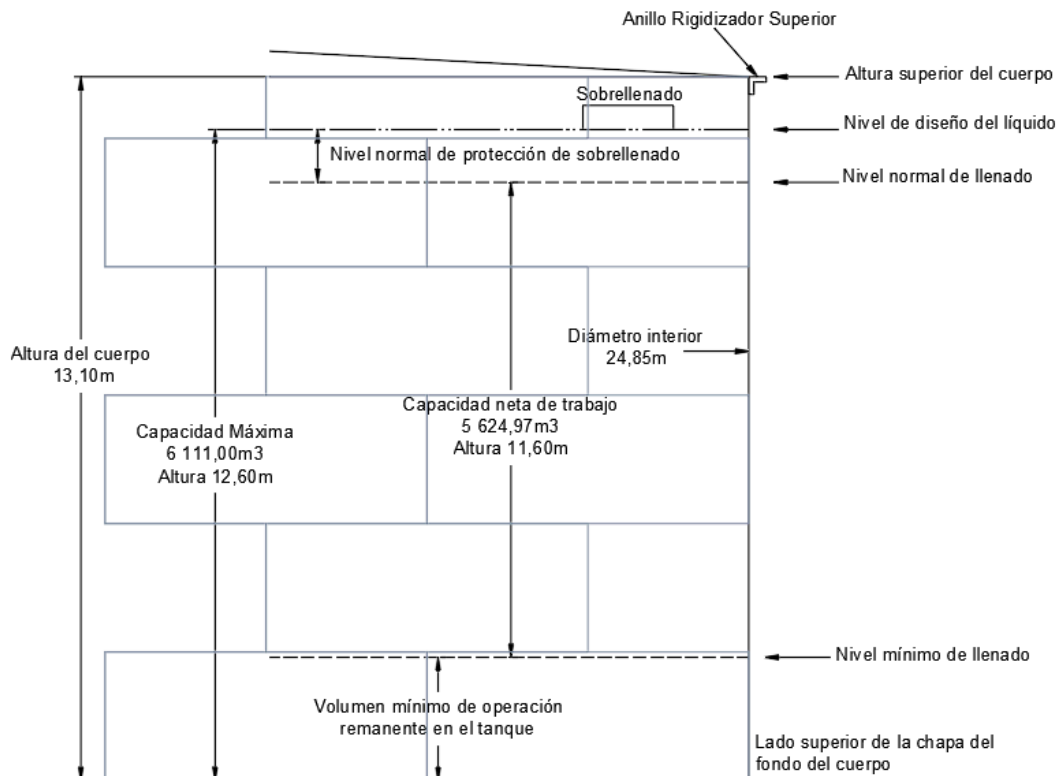 Anillo Rigidizador Superior
Altura superior del cuerpo
Sobrellenado
Nivel de diseño del líquido
Nivel normal de protección de sobrellenado
Nivel normal de llenado
Diámetro interior
24,85m
Altura del cuerpo
13,10m
Capacidad neta de trabajo
5 624,97m3
Altura 11,60m
Capacidad Máxima
6 111,00m3
Altura 12,60m
Nivel mínimo de llenado
Volumen mínimo de operación
remanente en el tanque
Lado superior de la chapa del
fondo del cuerpo